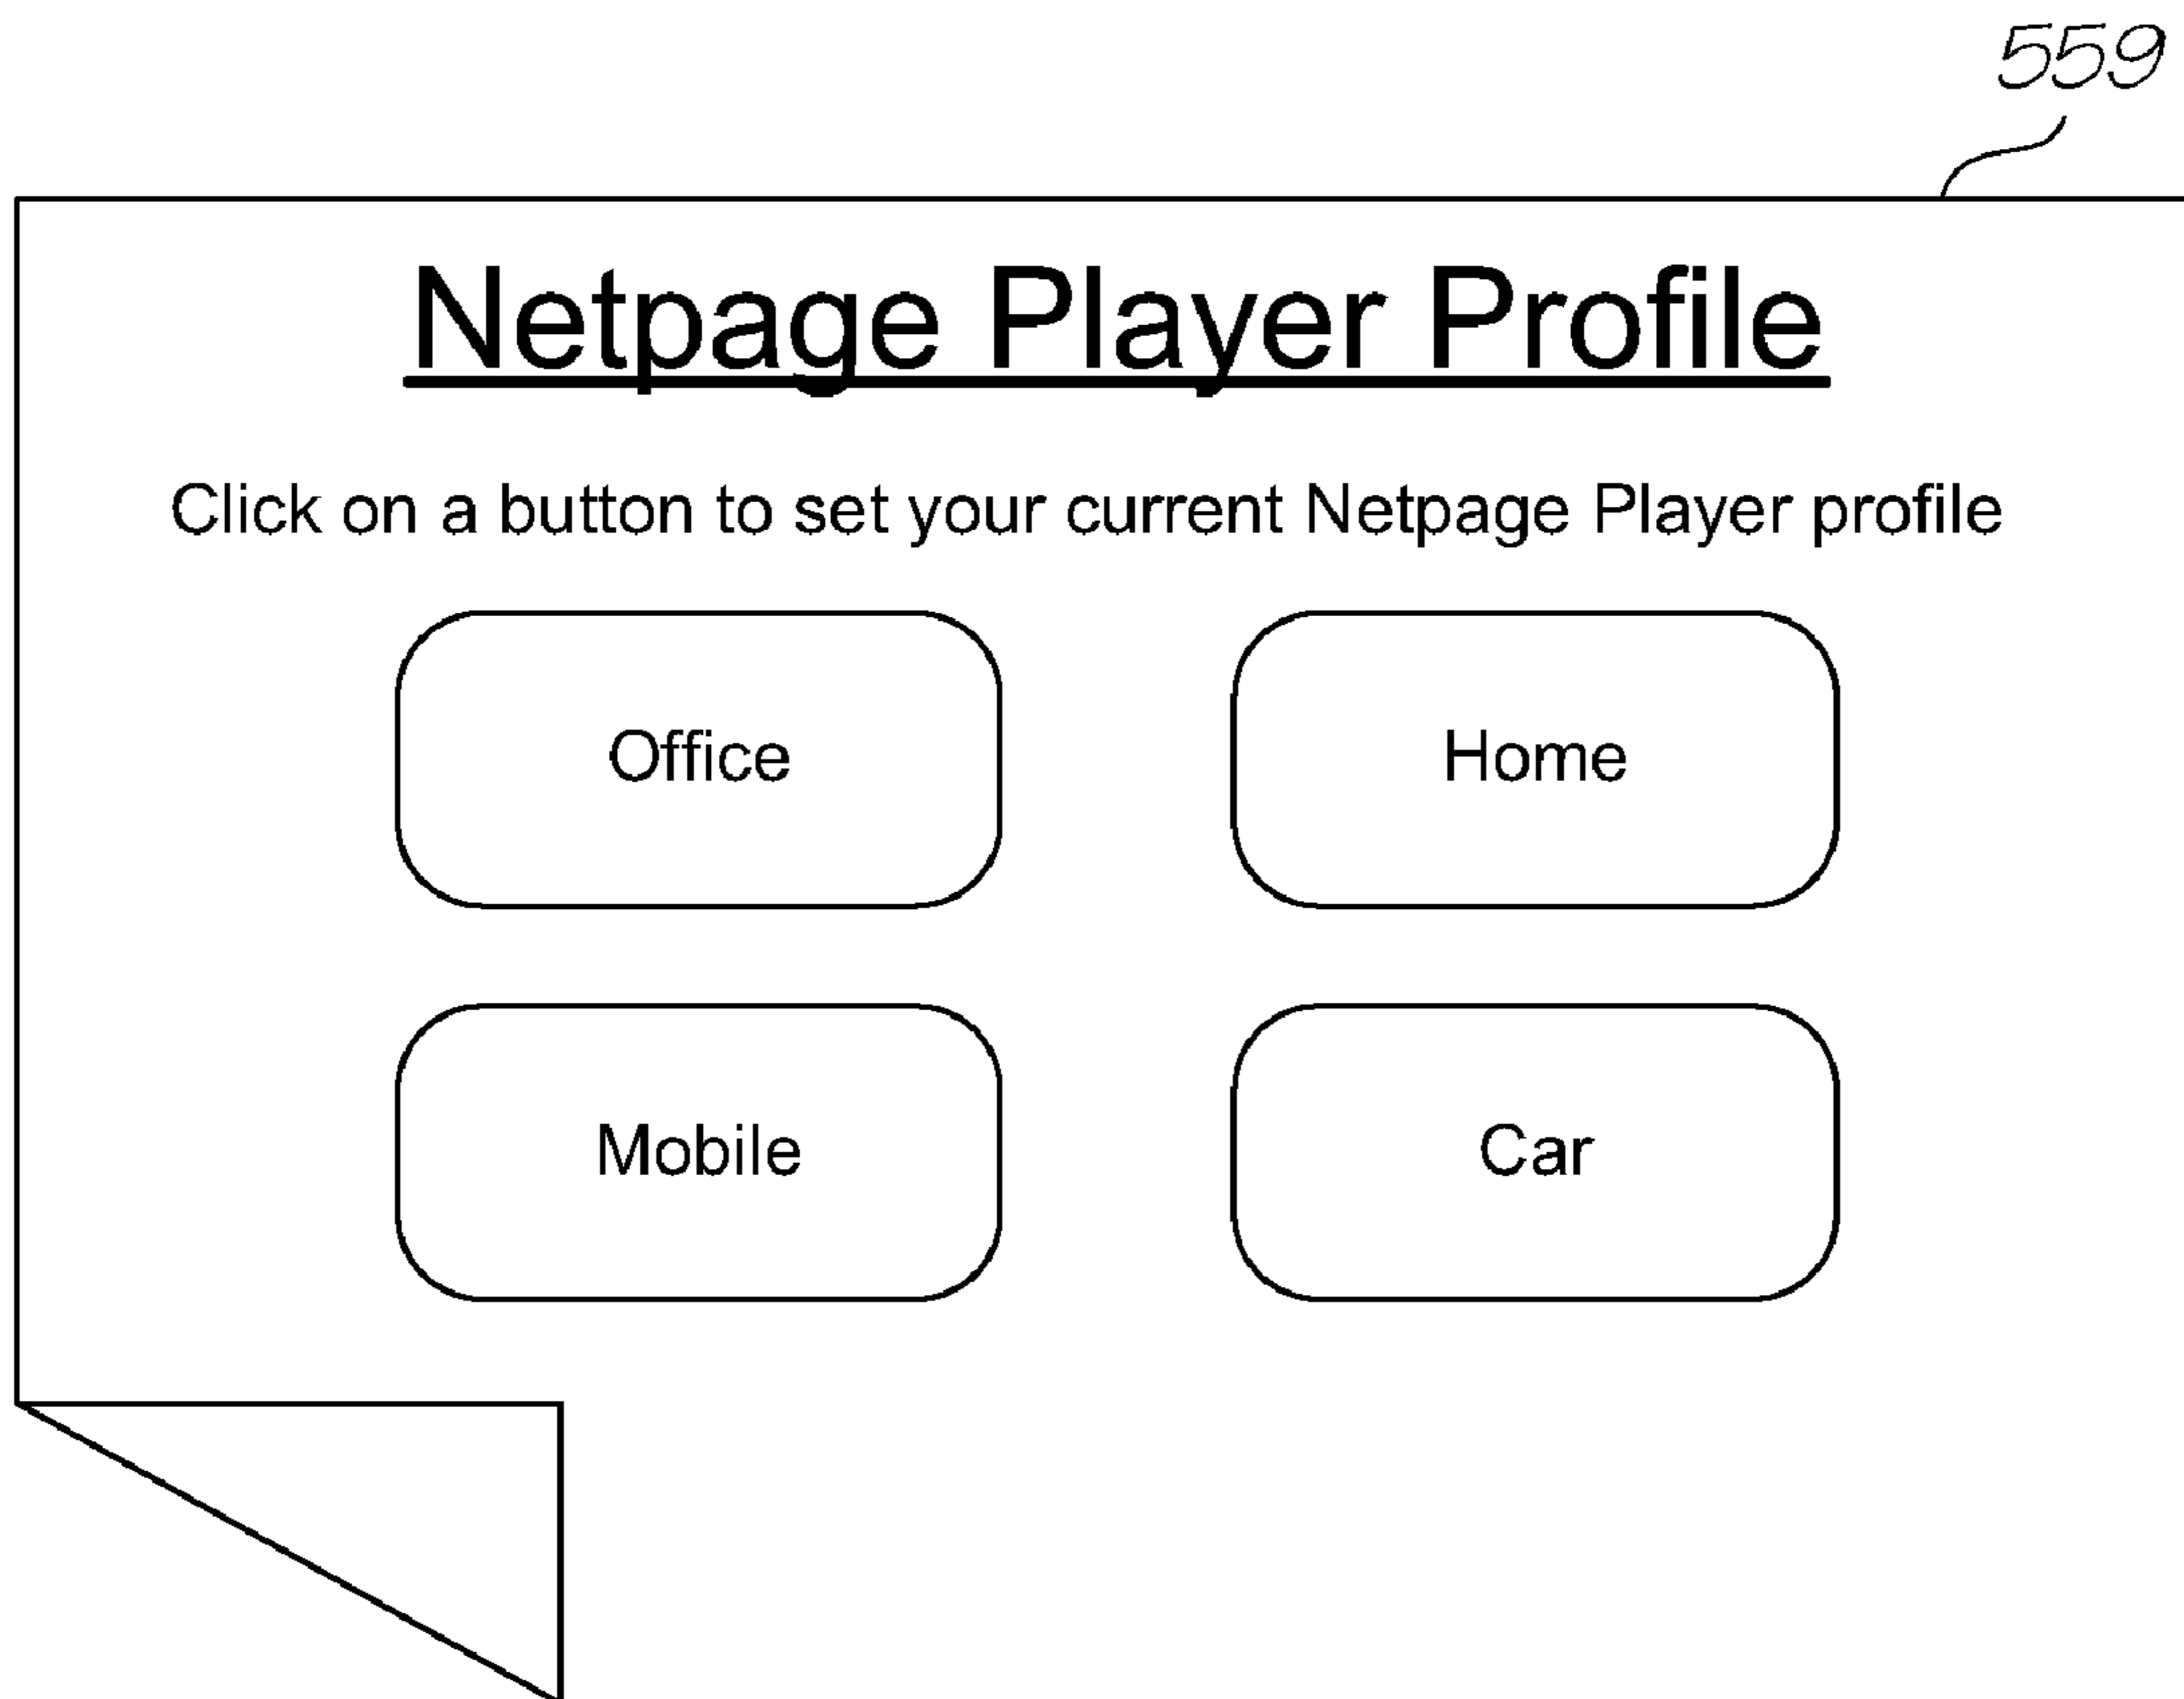 559
Netpage Player Profile
Click on a button to set your current Netpage Player profile
Office Home
Mobile Car